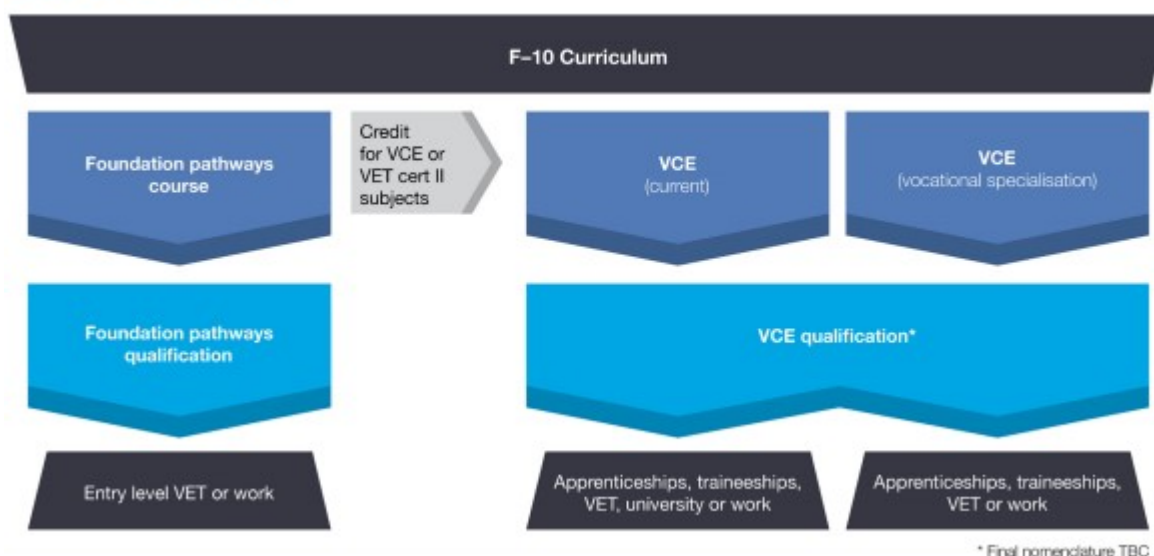 F–10 Curriculum
Foundation pathways
course
Credit
for VCE or
VET cert II
subjects
VCE
(current)
VCE
(vocational specialisation)
Foundation pathways
qualification
VCE qualification*
Entry level VET or work
Apprenticeships, traineeships,
VET, university or work
Apprenticeships, traineeships,
VET or work
* Final nomenclature TBC